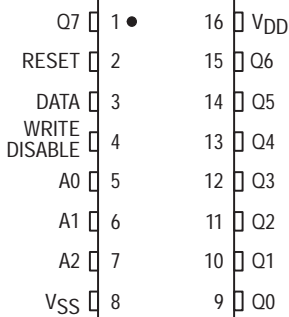 Q7 1 ● 16 VDD
RESET 2 15 Q6
DATA 3 14 Q5
WRITE
DISABLE 4 13 Q4
A0 5 12 Q3
A1 6 11 Q2
A2 7 10 Q1
VSS 8 9 Q0